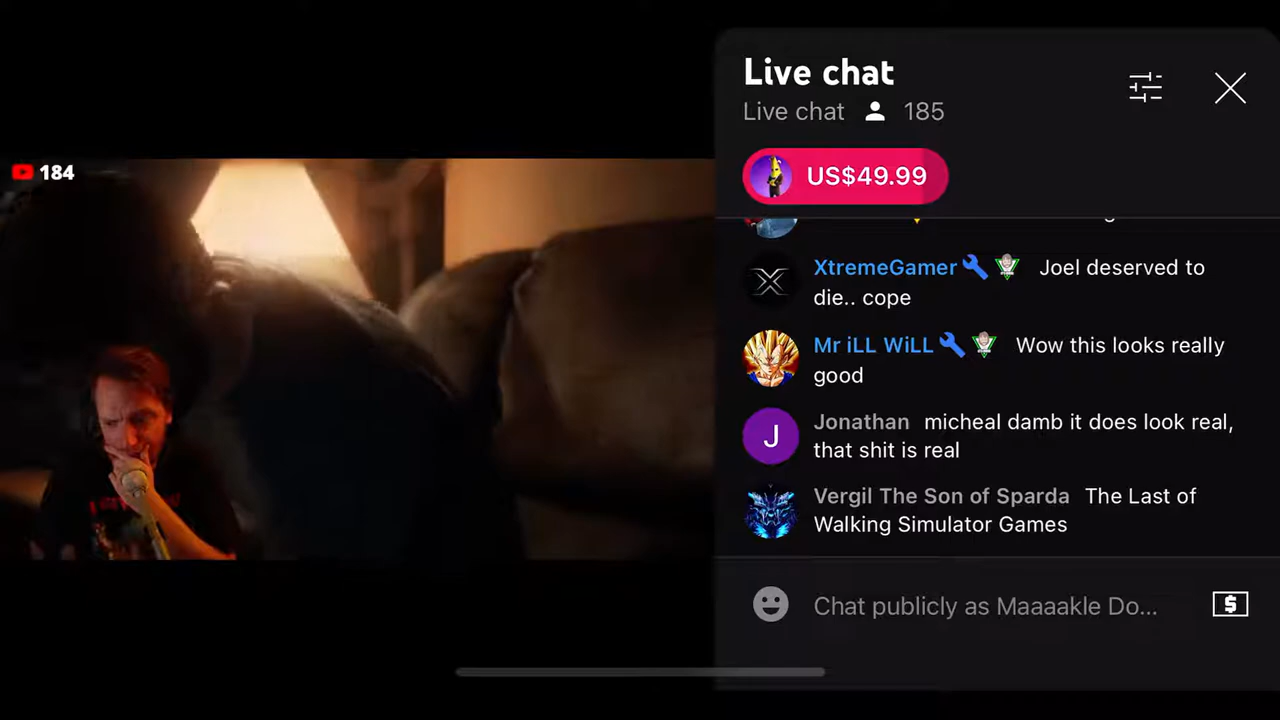 184
Live chat
Live chat 185
US$49.99
XtremeGamer Joel deserved to
die.. cope
Mr iLL WiLL Wow this looks really
good
J
Jonathan micheal damb it does look real,
that shit is real
Vergil The Son of Sparda The Last of
Walking Simulator Games
Chat publicly as Maaaakle Do...
$